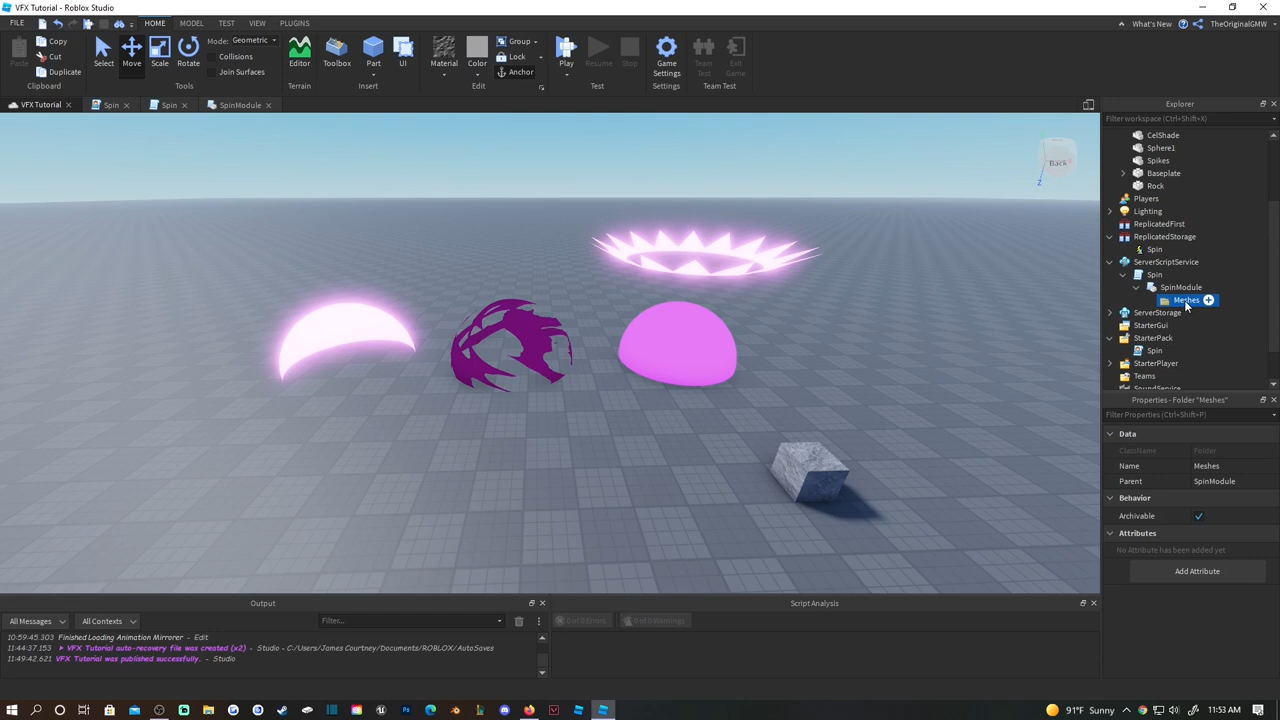 VFX Tutorial - Roblox Studio
FILE HOME MODEL TEST VIEW PLUGINS What's New TheOriginalGMW
Paste Copy Cut Duplicate Clipboard
Select Move Scale Rotate Mode: Geometric Collisions Join Surfaces Tools
Editor Terrain
Toolbox Part UI Insert
Material Color Group Lock Anchor Edit
Play Resume Stop Test
Game Settings Settings
Team Test Exit Game Team Test
VFX Tutorial Spin Spin SpinModule
Back
Z
Explorer
Filter workspace (Ctrl+Shift+X)
CelShade
Sphere1
Spikes
Baseplate
Rock
Players
Lighting
ReplicatedFirst
ReplicatedStorage
Spin
ServerScriptService
Spin
SpinModule
Meshes
ServerStorage
StarterGui
StarterPack
Spin
StarterPlayer
Teams
SoundService
Properties - Folder "Meshes"
Filter Properties (Ctrl+Shift+P)
Data
ClassName Folder
Name Meshes
Parent SpinModule
Behavior
Archivable
Attributes
No Attribute has been added yet
Add Attribute
Output
All Messages All Contexts Filter...
10:59:45.303 Finished Loading Animation Mirrorer - Edit
11:44:37.153 VFX Tutorial auto-recovery file was created (x2) - Studio - C:/Users/James Courtney/Documents/ROBLOX/AutoSaves
11:49:42.621 VFX Tutorial was published successfully. - Studio
Script Analysis
0 of 0 Errors 0 of 0 Warnings
91°F Sunny 11:53 AM